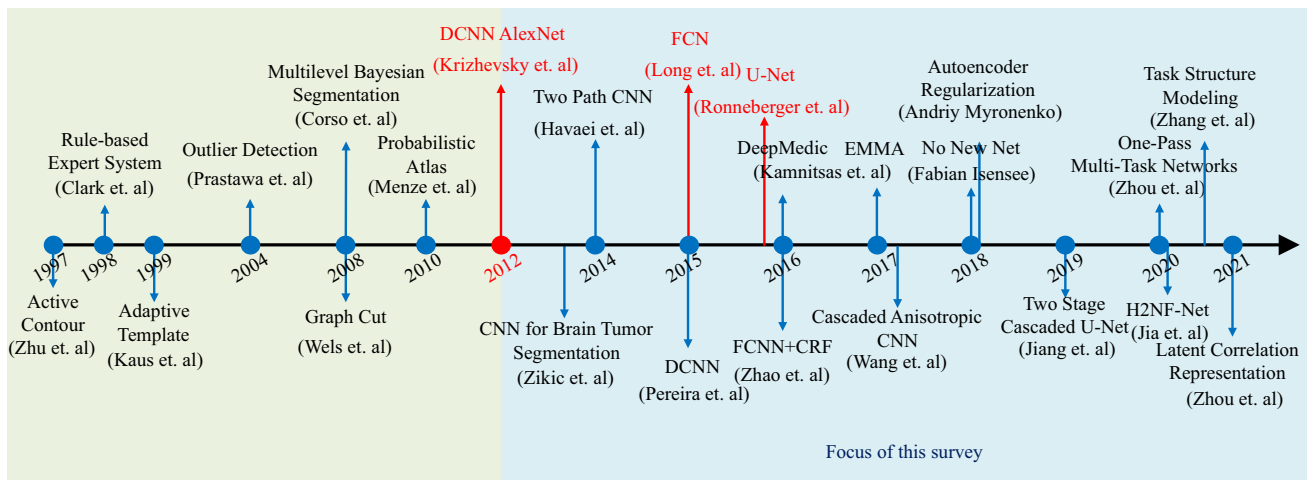 DCNN AlexNet
(Krizhevsky et. al)
FCN
(Long et. al)
U-Net
(Ronneberger et. al)
Multilevel Bayesian
Segmentation
(Corso et. al)
Two Path CNN
(Havaei et. al)
Autoencoder
Regularization
(Andriy Myronenko)
Task Structure
Modeling
(Zhang et. al)
Rule-based
Expert System
(Clark et. al)
Outlier Detection
(Prastawa et. al)
Probabilistic
Atlas
(Menze et. al)
DeepMedic
(Kamnitsas et. al)
EMMA
No New Net
(Fabian Isensee)
One-Pass
Multi-Task Networks
(Zhou et. al)
1997
1998
1999
2004
2008
2010
2012
2014
2015
2016
2017
2018
2019
2020
2021
Active
Contour
(Zhu et. al)
Adaptive
Template
(Kaus et. al)
Graph Cut
(Wels et. al)
CNN for Brain Tumor
Segmentation
(Zikic et. al)
DCNN
(Pereira et. al)
FCNN+CRF
(Zhao et. al)
Cascaded Anisotropic
CNN
(Wang et. al)
Two Stage
Cascaded U-Net
(Jiang et. al)
H2NF-Net
(Jia et. al)
Latent Correlation
Representation
(Zhou et. al)
Focus of this survey